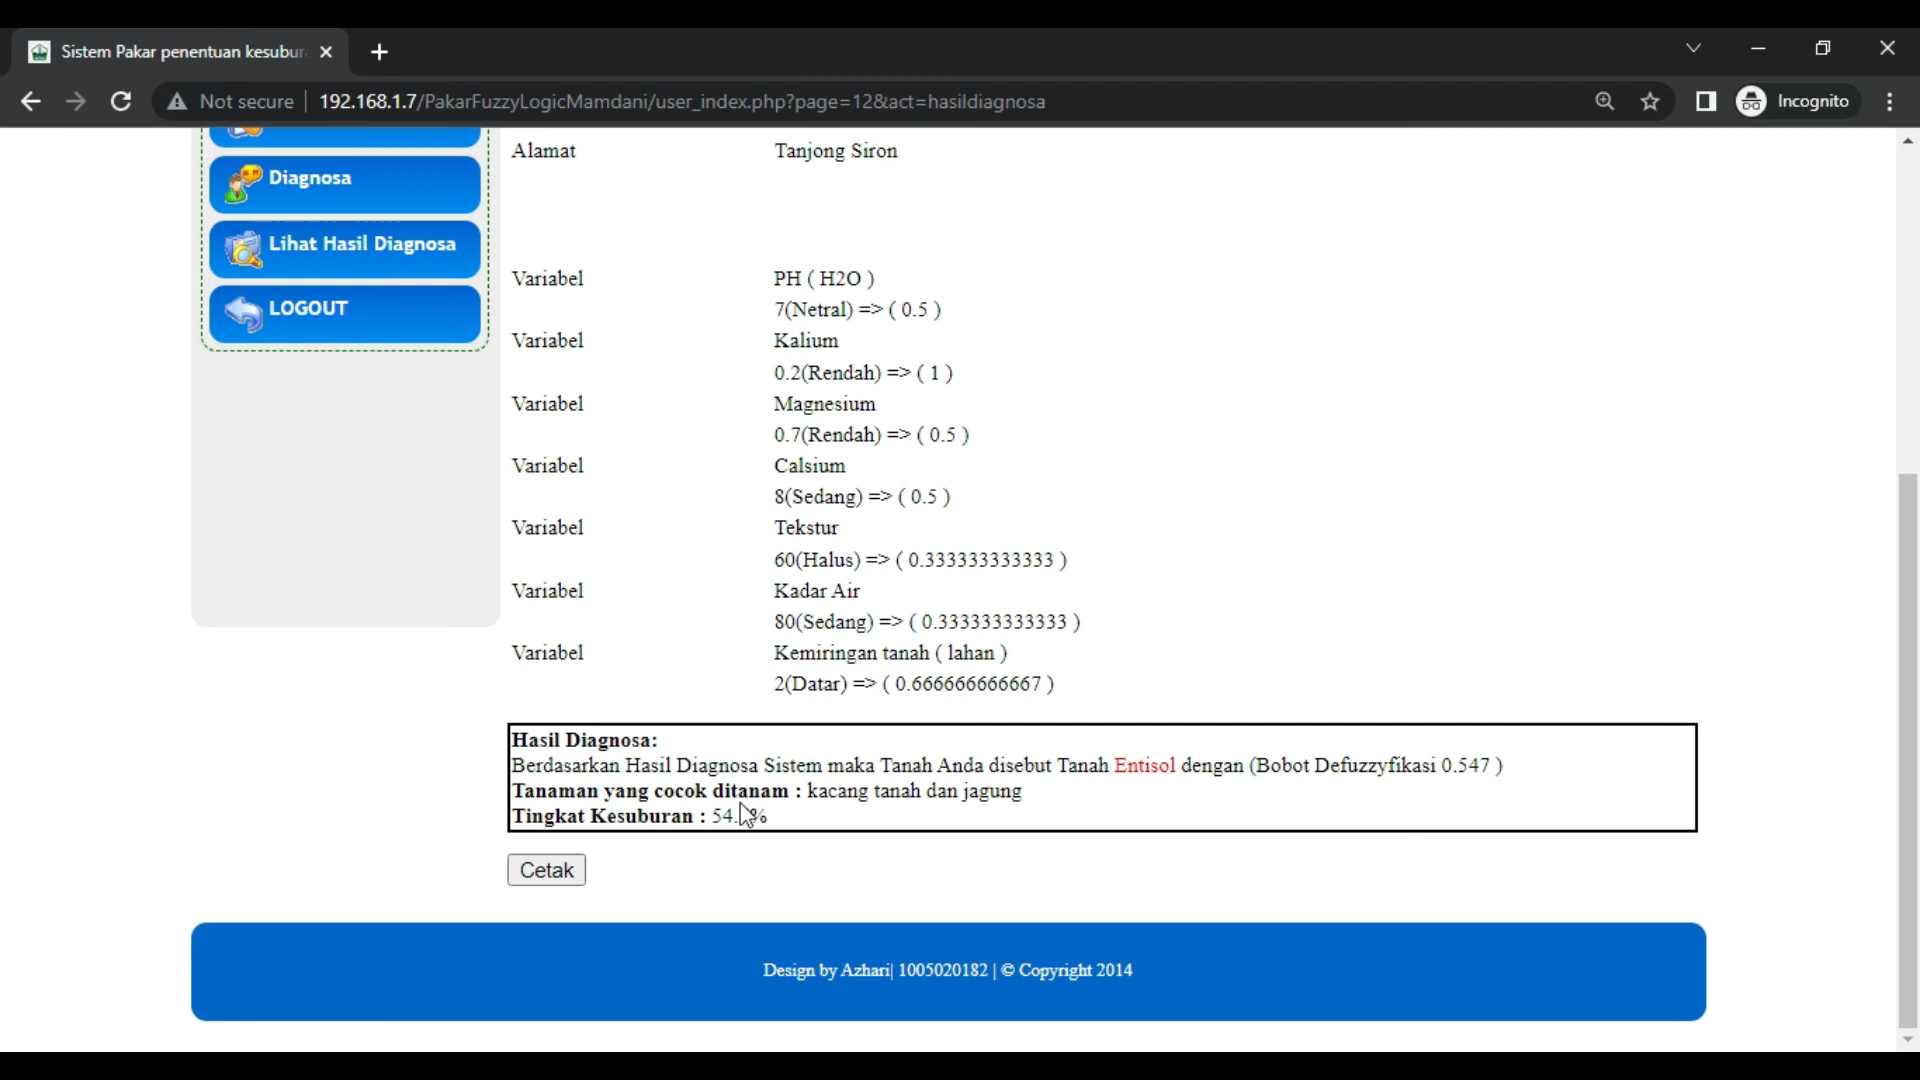 Sistem Pakar penentuan kesubur
Not secure 192.168.1.7/PakarFuzzyLogicMamdani/user_index.php?page=12&act=hasildiagnosa Incognito
Alamat Tanjong Siron
Diagnosa
Lihat Hasil Diagnosa
LOGOUT
Variabel PH ( H2O )
7(Netral) => ( 0.5 )
Variabel Kalium
0.2(Rendah) => ( 1 )
Variabel Magnesium
0.7(Rendah) => ( 0.5 )
Variabel Calsium
8(Sedang) => ( 0.5 )
Variabel Tekstur
60(Halus) => ( 0.333333333333 )
Variabel Kadar Air
80(Sedang) => ( 0.333333333333 )
Variabel Kemiringan tanah ( lahan )
2(Datar) => ( 0.666666666667 )
Hasil Diagnosa:
Berdasarkan Hasil Diagnosa Sistem maka Tanah Anda disebut Tanah Entisol dengan (Bobot Defuzzyfikasi 0.547 )
Tanaman yang cocok ditanam : kacang tanah dan jagung
Tingkat Kesuburan :
Cetak
Design by Azhari| 1005020182 | © Copyright 2014